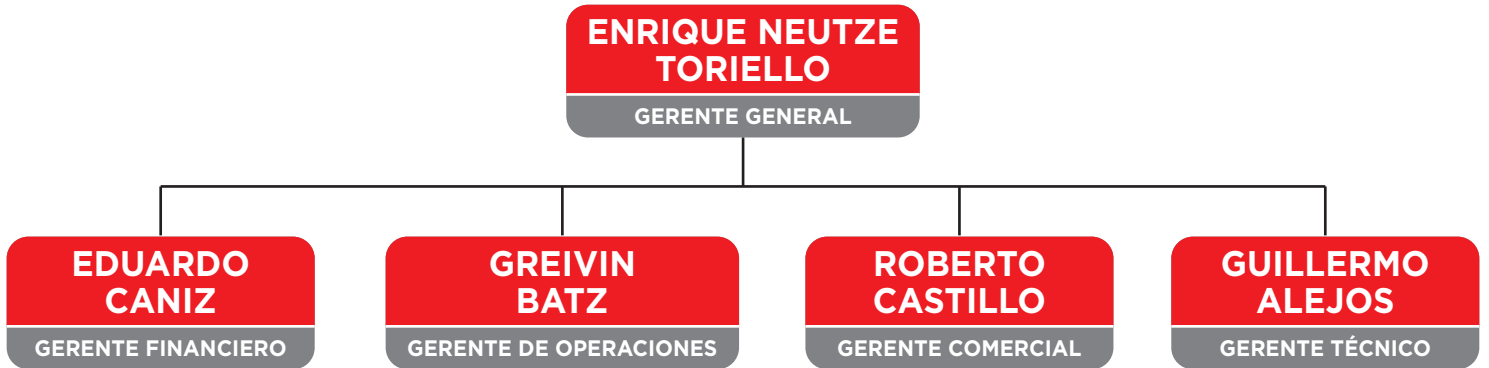 ENRIQUE NEUTZE
TORIELLO
GERENTE GENERAL
EDUARDO
CANIZ
GERENTE FINANCIERO
GREIVIN
BATZ
GERENTE DE OPERACIONES
ROBERTO
CASTILLO
GERENTE COMERCIAL
GUILLERMO
ALEJOS
GERENTE TÉCNICO